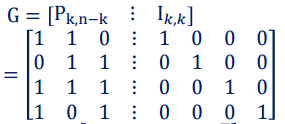 G = [P_{k,n−k} ⋮ I_{k,k}]
= [1 1 0 ⋮ 1 0 0 0
0 1 1 ⋮ 0 1 0 0
1 1 1 ⋮ 0 0 1 0
1 0 1 ⋮ 0 0 0 1]